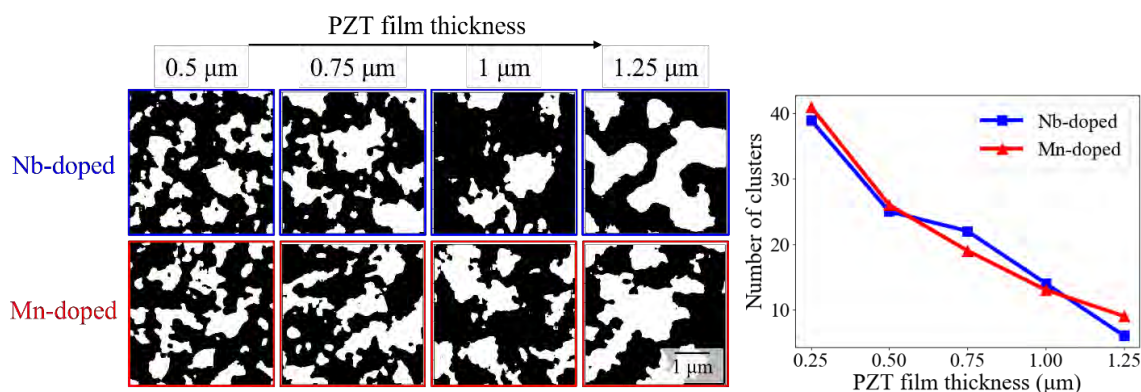 PZT film thickness
0.5 μm 0.75 μm 1 μm 1.25 μm
Nb-doped
Mn-doped
1 μm
Number of clusters
40
30
20
10
Nb-doped
Mn-doped
0.25 0.50 0.75 1.00 1.25
PZT film thickness (μm)